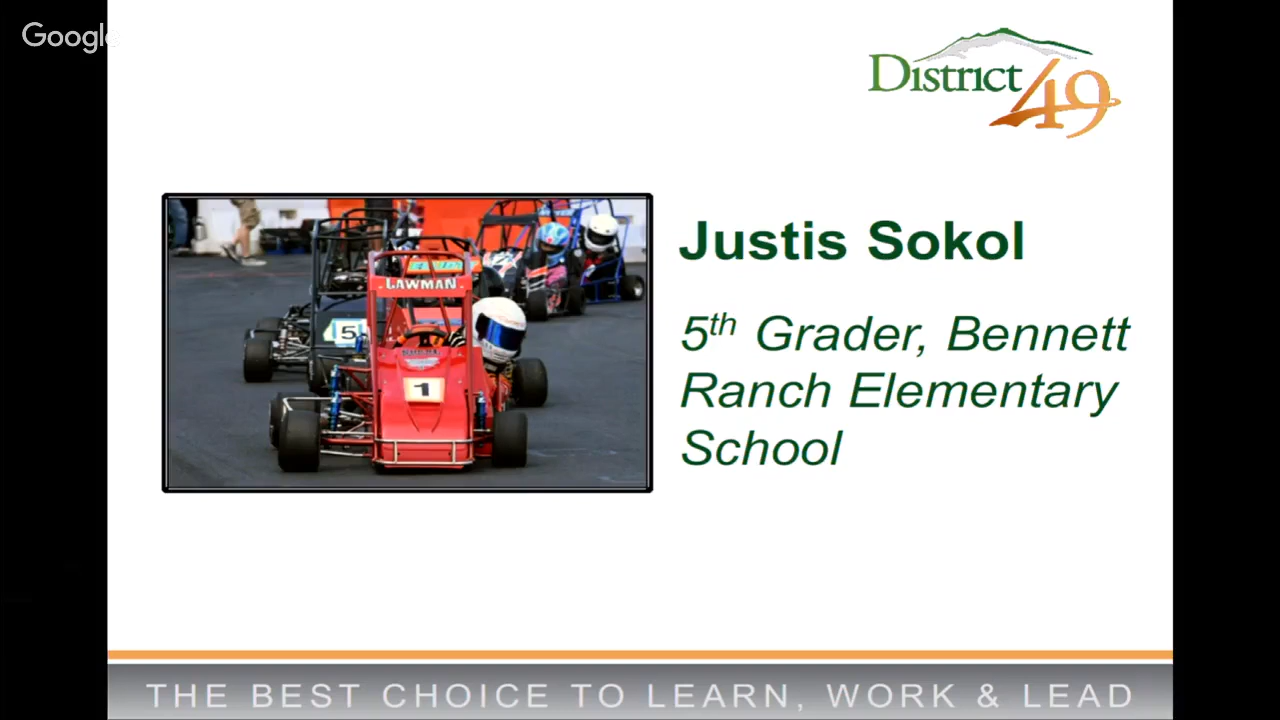 Google
District 49
LAWMAN
5
1
Justis Sokol
5th Grader, Bennett
Ranch Elementary
School
THE BEST CHOICE TO LEARN, WORK & LEAD